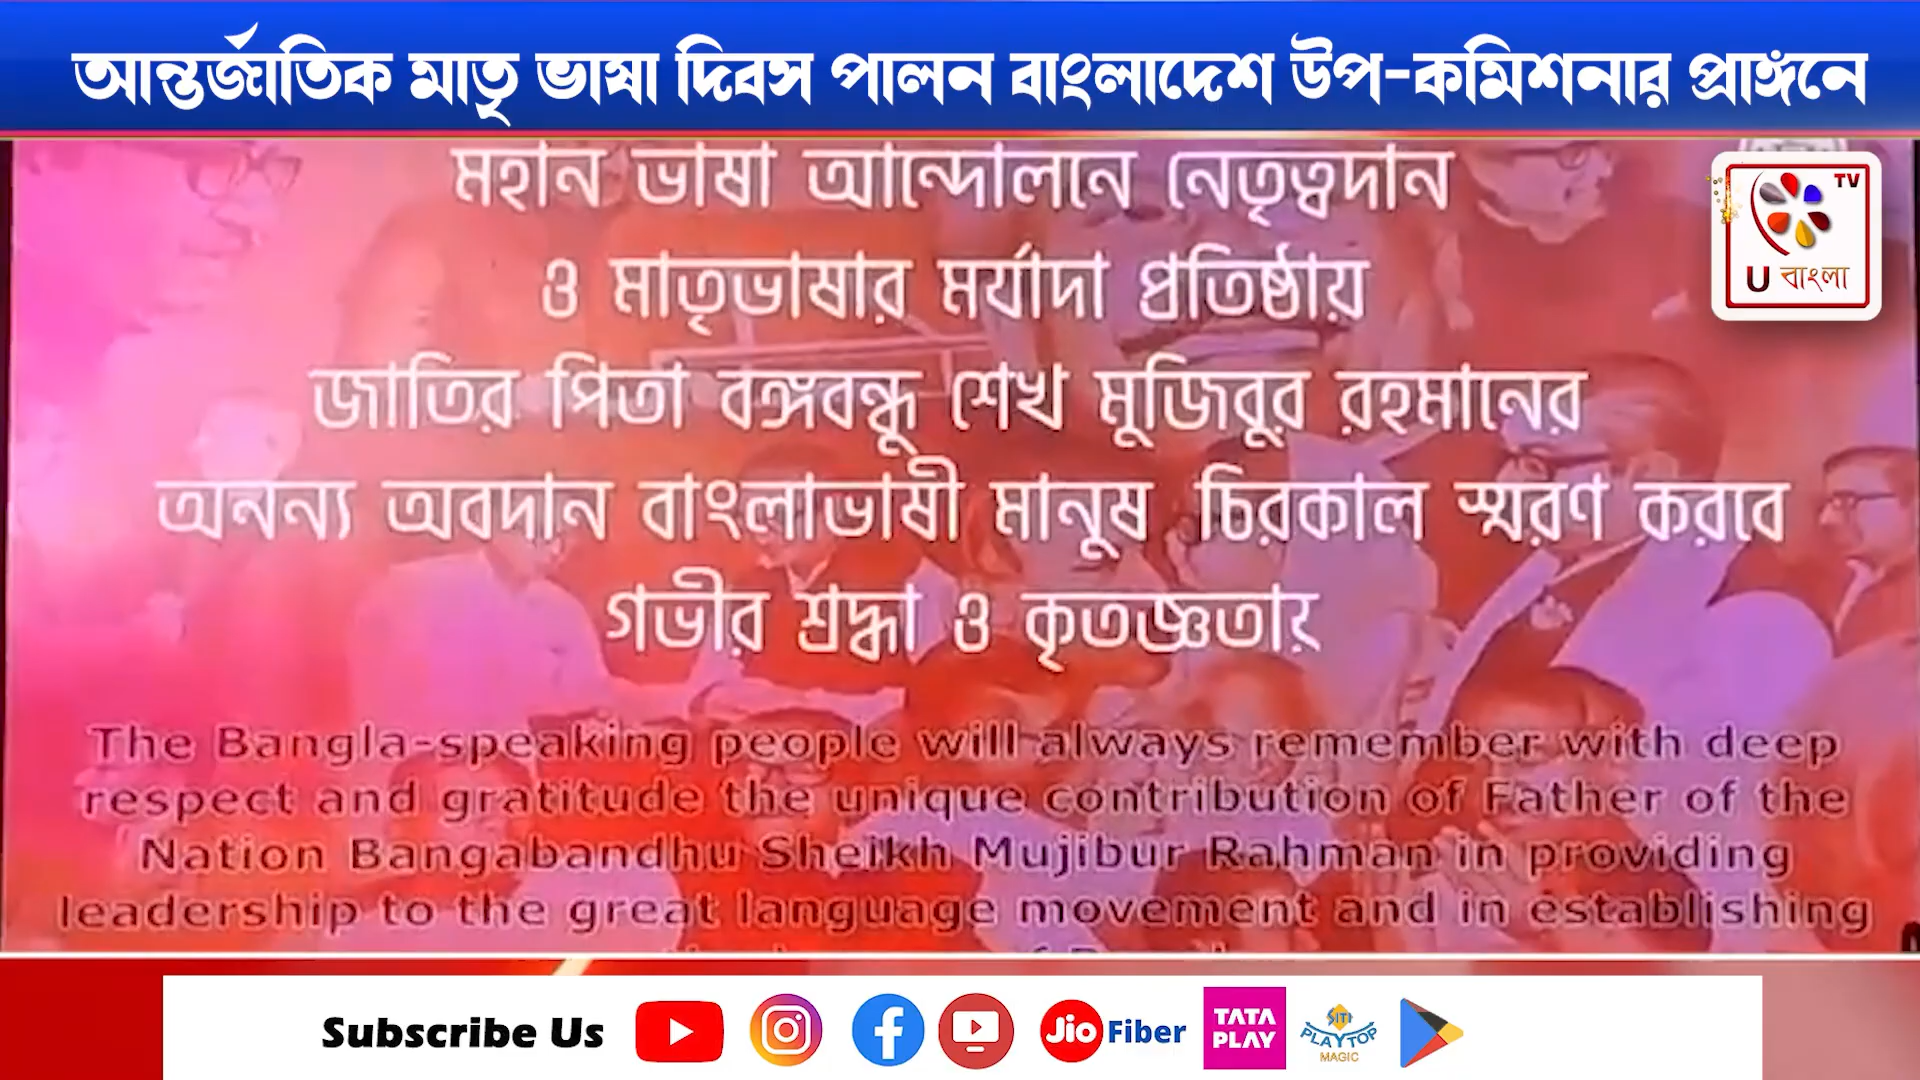 আন্তর্জাতিক মাতৃ ভাষা দিবস পালন বাংলাদেশ উপ-কমিশনার প্রাঙ্গনে
মহান ভাষা আন্দোলনে নেতৃত্বদান
ও মাতৃভাষার মর্যাদা প্রতিষ্ঠায়
জাতির পিতা বঙ্গবন্ধু শেখ মুজিবুর রহমানের
অনন্য অবদান বাংলাভাষী মানুষ চিরকাল স্মরণ করবে
গভীর শ্রদ্ধা ও কৃতজ্ঞতায়
The Bangla-speaking people will always remember with deep
respect and gratitude the unique contribution of Father of the
Nation Bangabandhu Sheikh Mujibur Rahman in providing
leadership to the great language movement and in establishing
TV
U বাংলা
Subscribe Us
Jio Fiber
TATA
PLAY
SITI
PLAYTOP
MAGIC